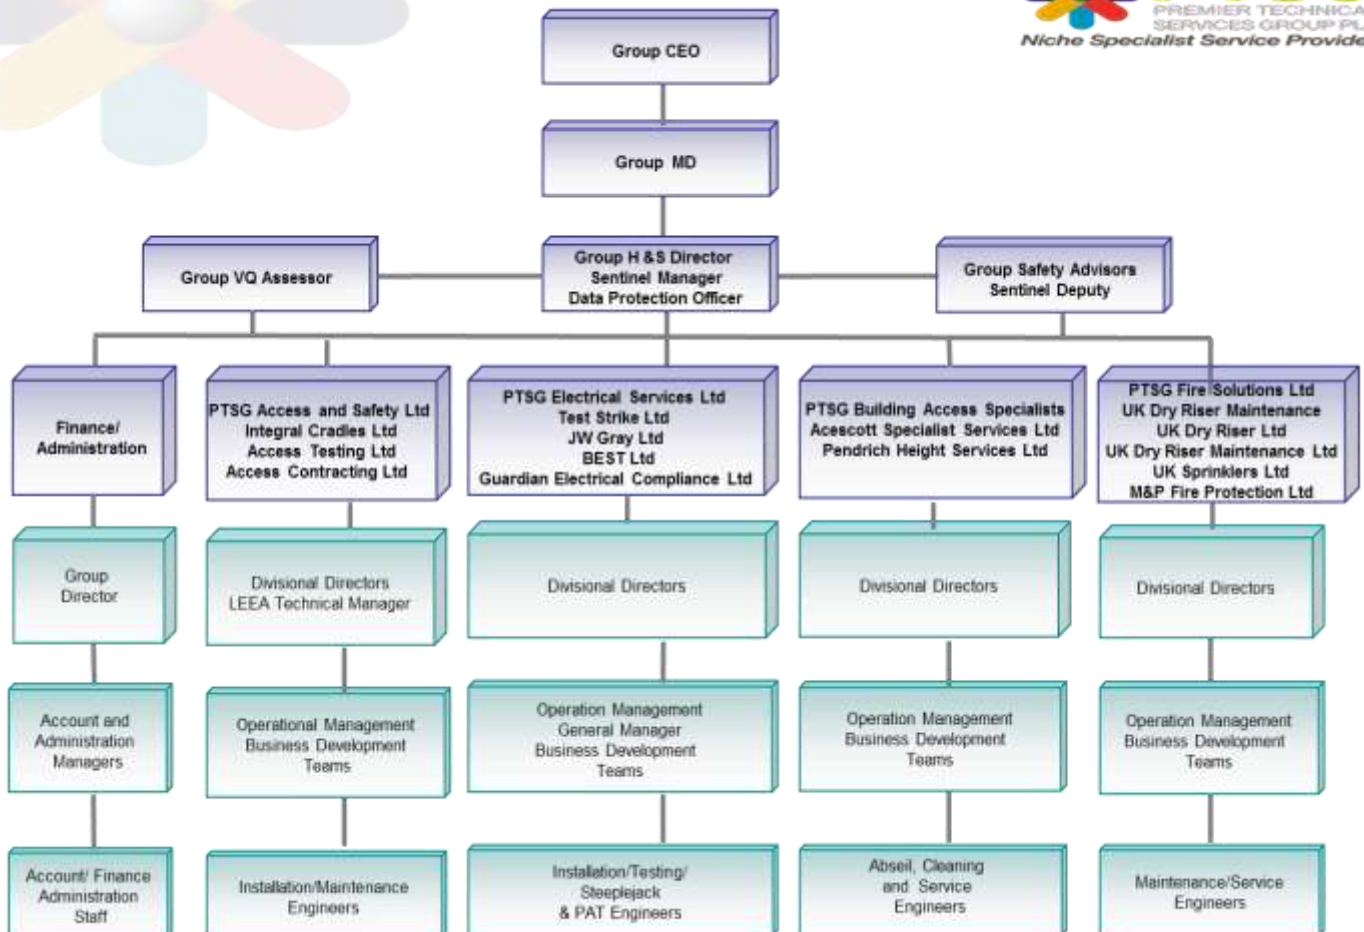 PREMIER TECHNICA
SERVICES GROUP PL
Niche Specialist Service Provide
Group CEO
Group MD
Group VQ Assessor
Group H &S Director
Sentinel Manager
Data Protection Officer
Group Safety Advisors
Sentinel Deputy
Finance/
Administration
PTSG Access and Safety Ltd
Integral Cradles Ltd
Access Testing Ltd
Access Contracting Ltd
PTSG Electrical Services Ltd
Test Strike Ltd
JW Gray Ltd
BEST Ltd
Guardian Electrical Compliance Ltd
PTSG Building Access Specialists
Acescott Specialist Services Ltd
Pendrich Height Services Ltd
PTSG Fire Solutions Ltd
UK Dry Riser Maintenance
UK Dry Riser Ltd
UK Dry Riser Maintenance Ltd
UK Sprinklers Ltd
M&P Fire Protection Ltd
Group
Director
Divisional Directors
LEEA Technical Manager
Divisional Directors
Divisional Directors
Divisional Directors
Account and
Administration
Managers
Operational Management
Business Development
Teams
Operation Management
General Manager
Business Development
Teams
Operation Management
Business Development
Teams
Operation Management
Business Development
Teams
Account/ Finance
Administration
Staff
Installation/Maintenance
Engineers
Installation/Testing/
Steeplejack
& PAT Engineers
Abseil, Cleaning
and Service
Engineers
Maintenance/Service
Engineers